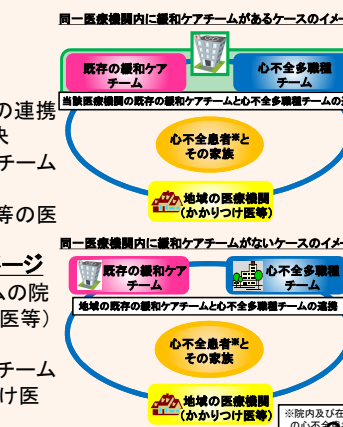 同一医療機関内に緩和ケアチームがあるケースのイメー
既存の緩和ケア
チーム
心不全多職種
チーム
当該医療機関の既存の緩和ケアチームと心不全多職種チームの
心不全患者※と
その家族
地域の医療機関
(かかりつけ医等)
の連携
チーム
等の医
同一医療機関内に緩和ケアチームがないケースのイメー
既存の緩和ケア
チーム
心不全多職種
チーム
地域の既存の緩和ケアチームと心不全多職種チームの連携
心不全患者※と
その家族
地域の医療機関
(かかりつけ医等)
ージ
ムの院
医等)
チーム
け医
※院内及び在